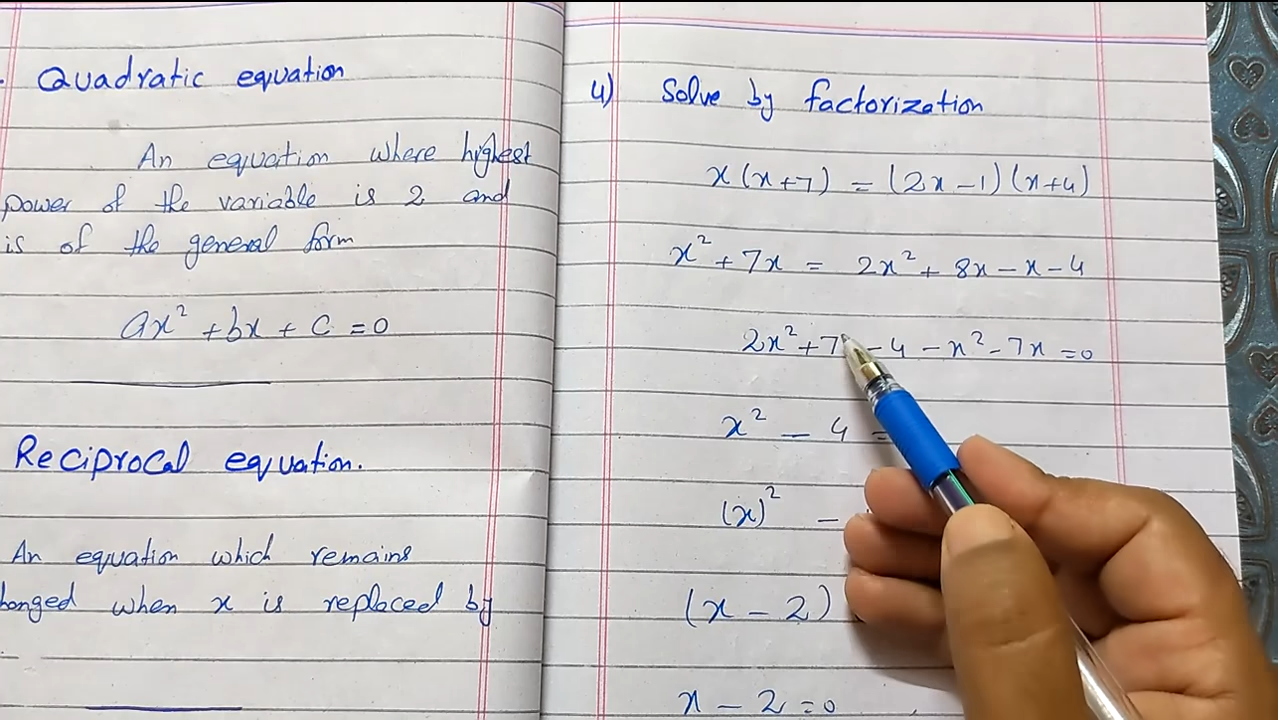 Quadratic equation
An equation where highest
power of the variable is 2 and
is of the general form
ax² + bx + c = 0
Reciprocal equation.
An equation which remains
hanged when x is replaced by
4) Solve by factorization
x(x+7) = (2x-1)(x+4)
x² + 7x = 2x² + 8x - x - 4
2x² + 7 - 4 - x² - 7x = 0
x² - 4 =
(x)² -
(x - 2)
x - 2 = 0